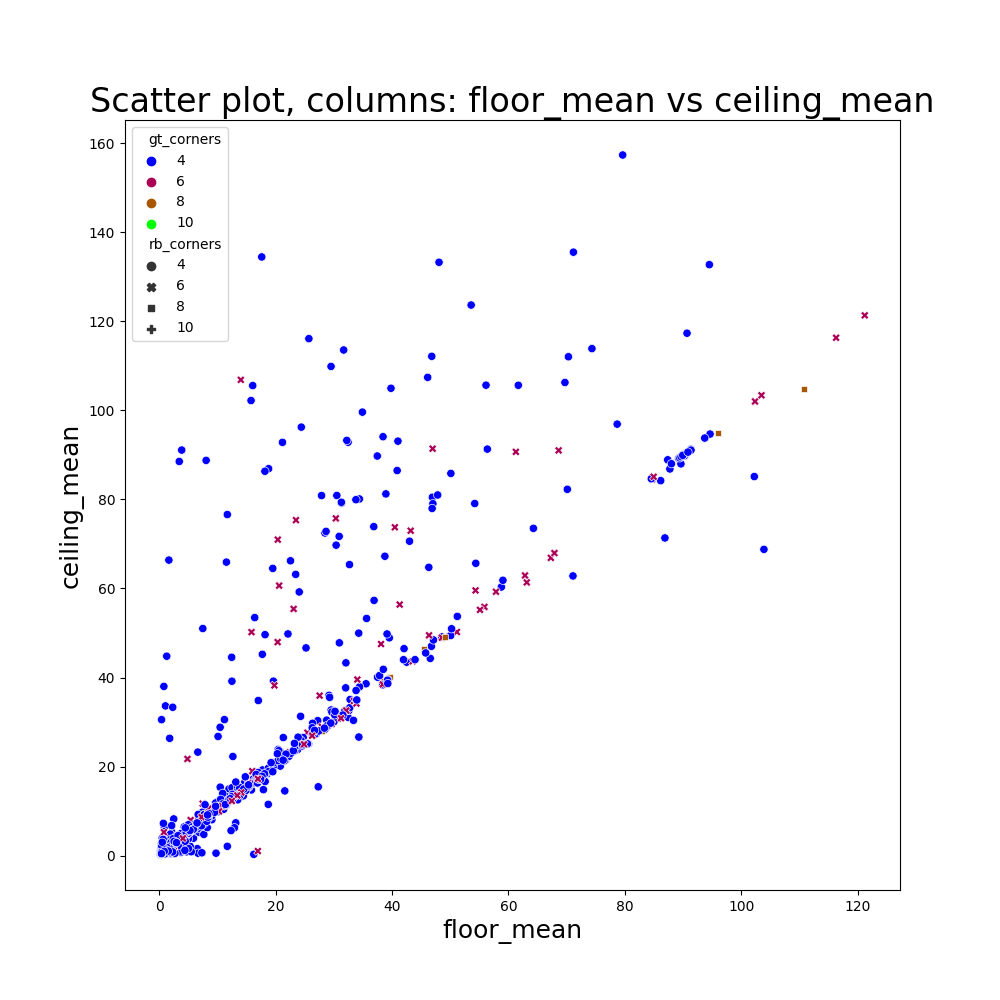 Scatter plot, columns: floor_mean vs ceiling_mean
gt_corners
4
6
8
10
rb_corners
4
6
8
10
160
140
120
100
80
60
40
20
0
ceiling_mean
0 20 40 60 80 100 120
floor_mean